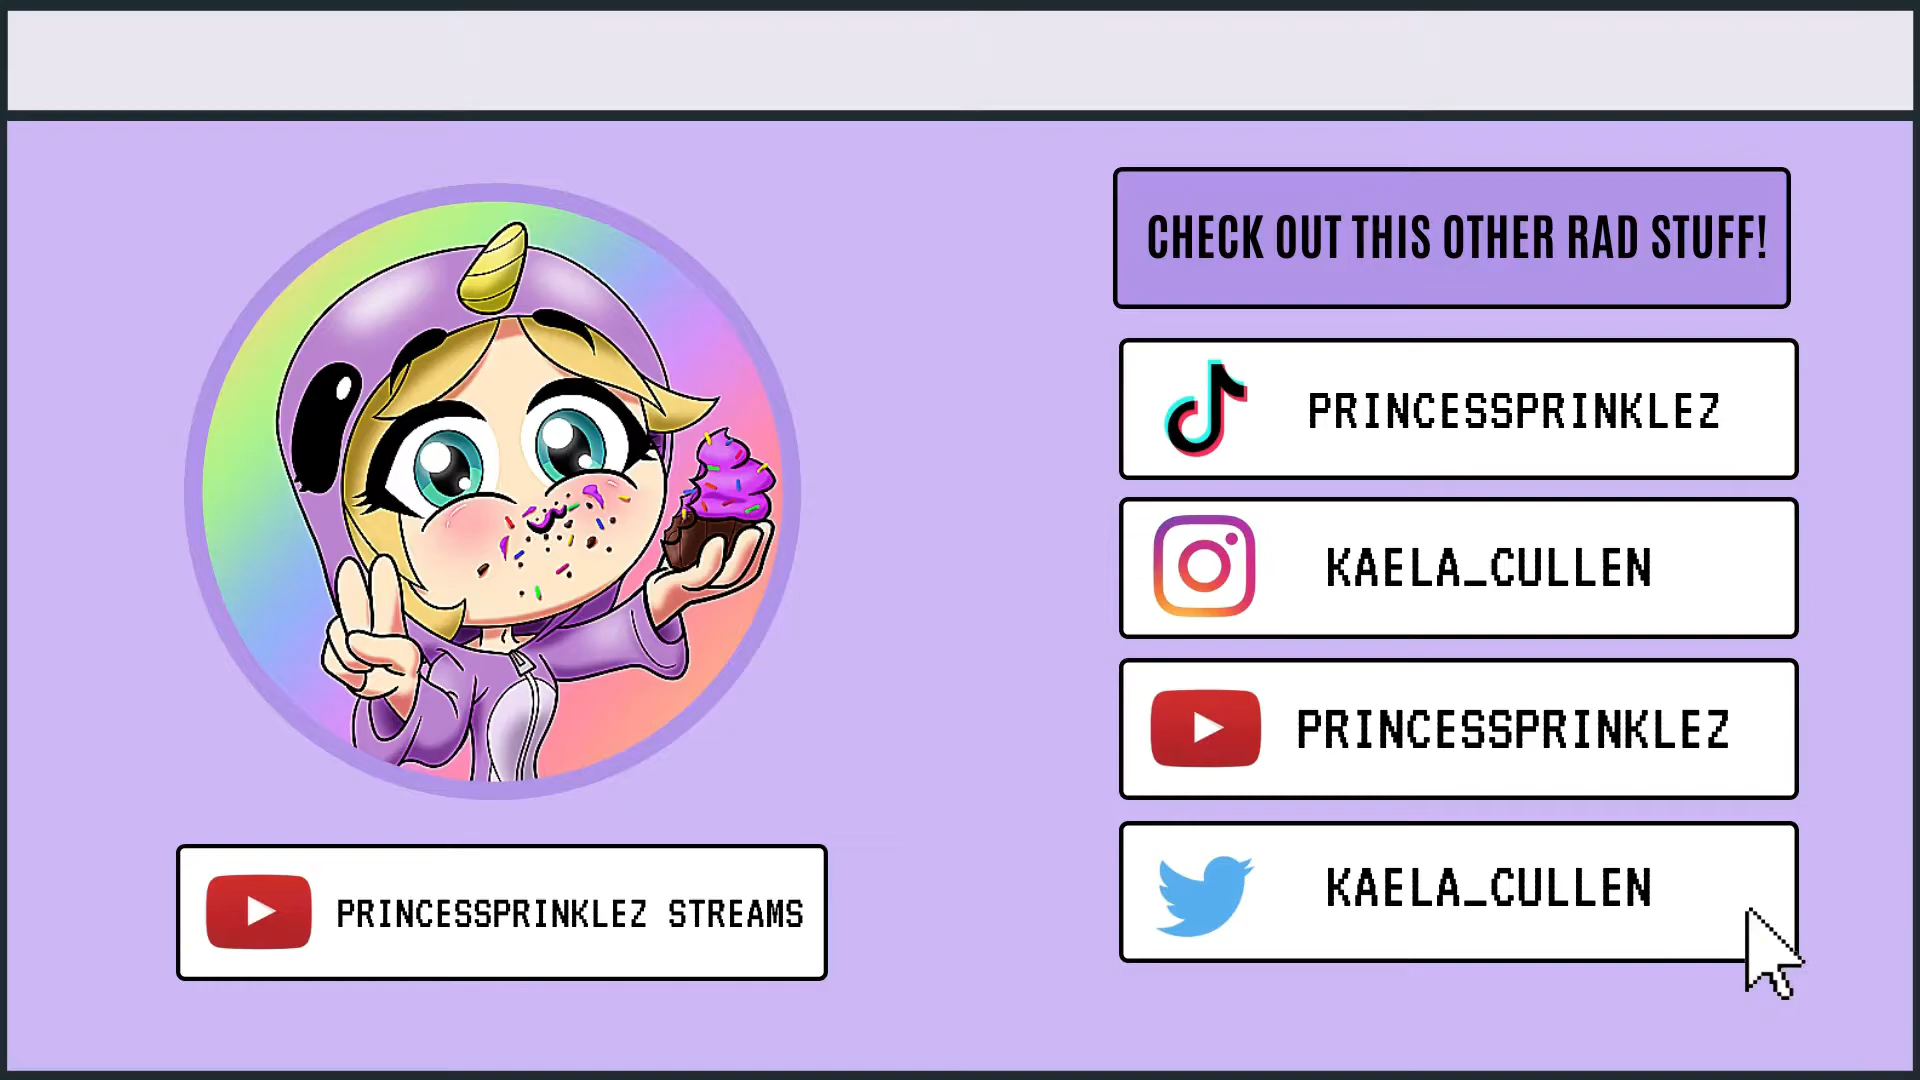 CHECK OUT THIS OTHER RAD STUFF!
PRINCESSPRINKLEZ
KAELA_CULLEN
PRINCESSPRINKLEZ
KAELA_CULLEN
PRINCESSPRINKLEZ STREAMS